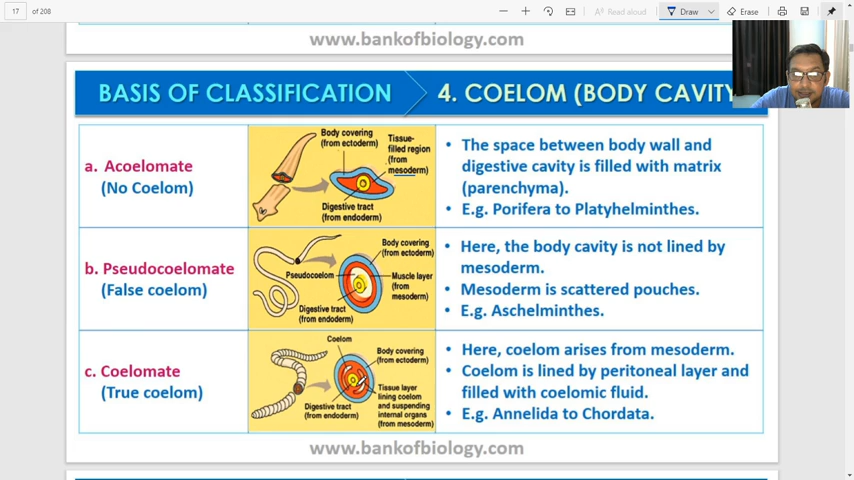 17 of 208
Read aloud
Draw
Erase
www.bankofbiology.com
BASIS OF CLASSIFICATION
4. COELOM (BODY CAVITY
a. Acoelomate
(No Coelom)
Body covering
(from ectoderm)
Tissue-
filled region
(from
mesoderm)
Digestive tract
(from endoderm)
• The space between body wall and
digestive cavity is filled with matrix
(parenchyma).
• E.g. Porifera to Platyhelminthes.
b. Pseudocoelomate
(False coelom)
Body covering
(from ectoderm)
Pseudocoelom
Muscle layer
(from
mesoderm)
Digestive tract
(from endoderm)
• Here, the body cavity is not lined by
mesoderm.
• Mesoderm is scattered pouches.
• E.g. Aschelminthes.
c. Coelomate
(True coelom)
Coelom
Body covering
(from ectoderm)
Tissue layer
lining coelom
and suspending
internal organs
(from mesoderm)
Digestive tract
(from endoderm)
• Here, coelom arises from mesoderm.
• Coelom is lined by peritoneal layer and
filled with coelomic fluid.
• E.g. Annelida to Chordata.
www.bankofbiology.com